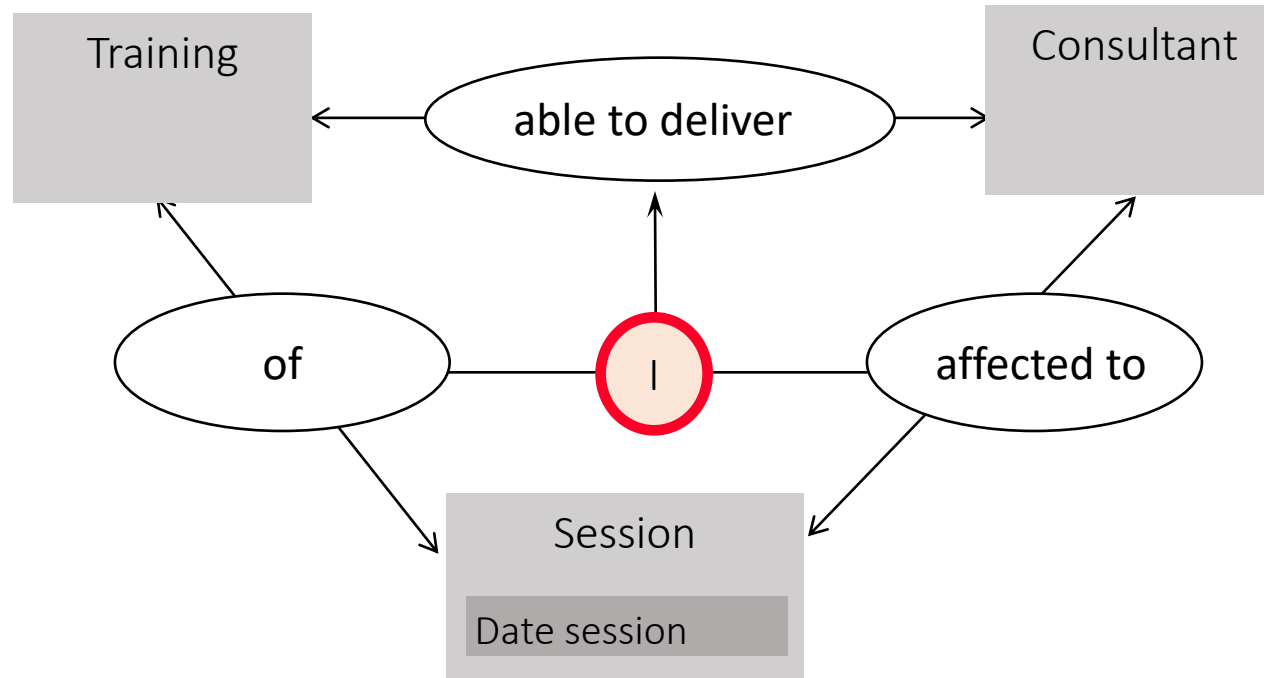 Training
Consultant
able to deliver
of
I
affected to
Session
Date session